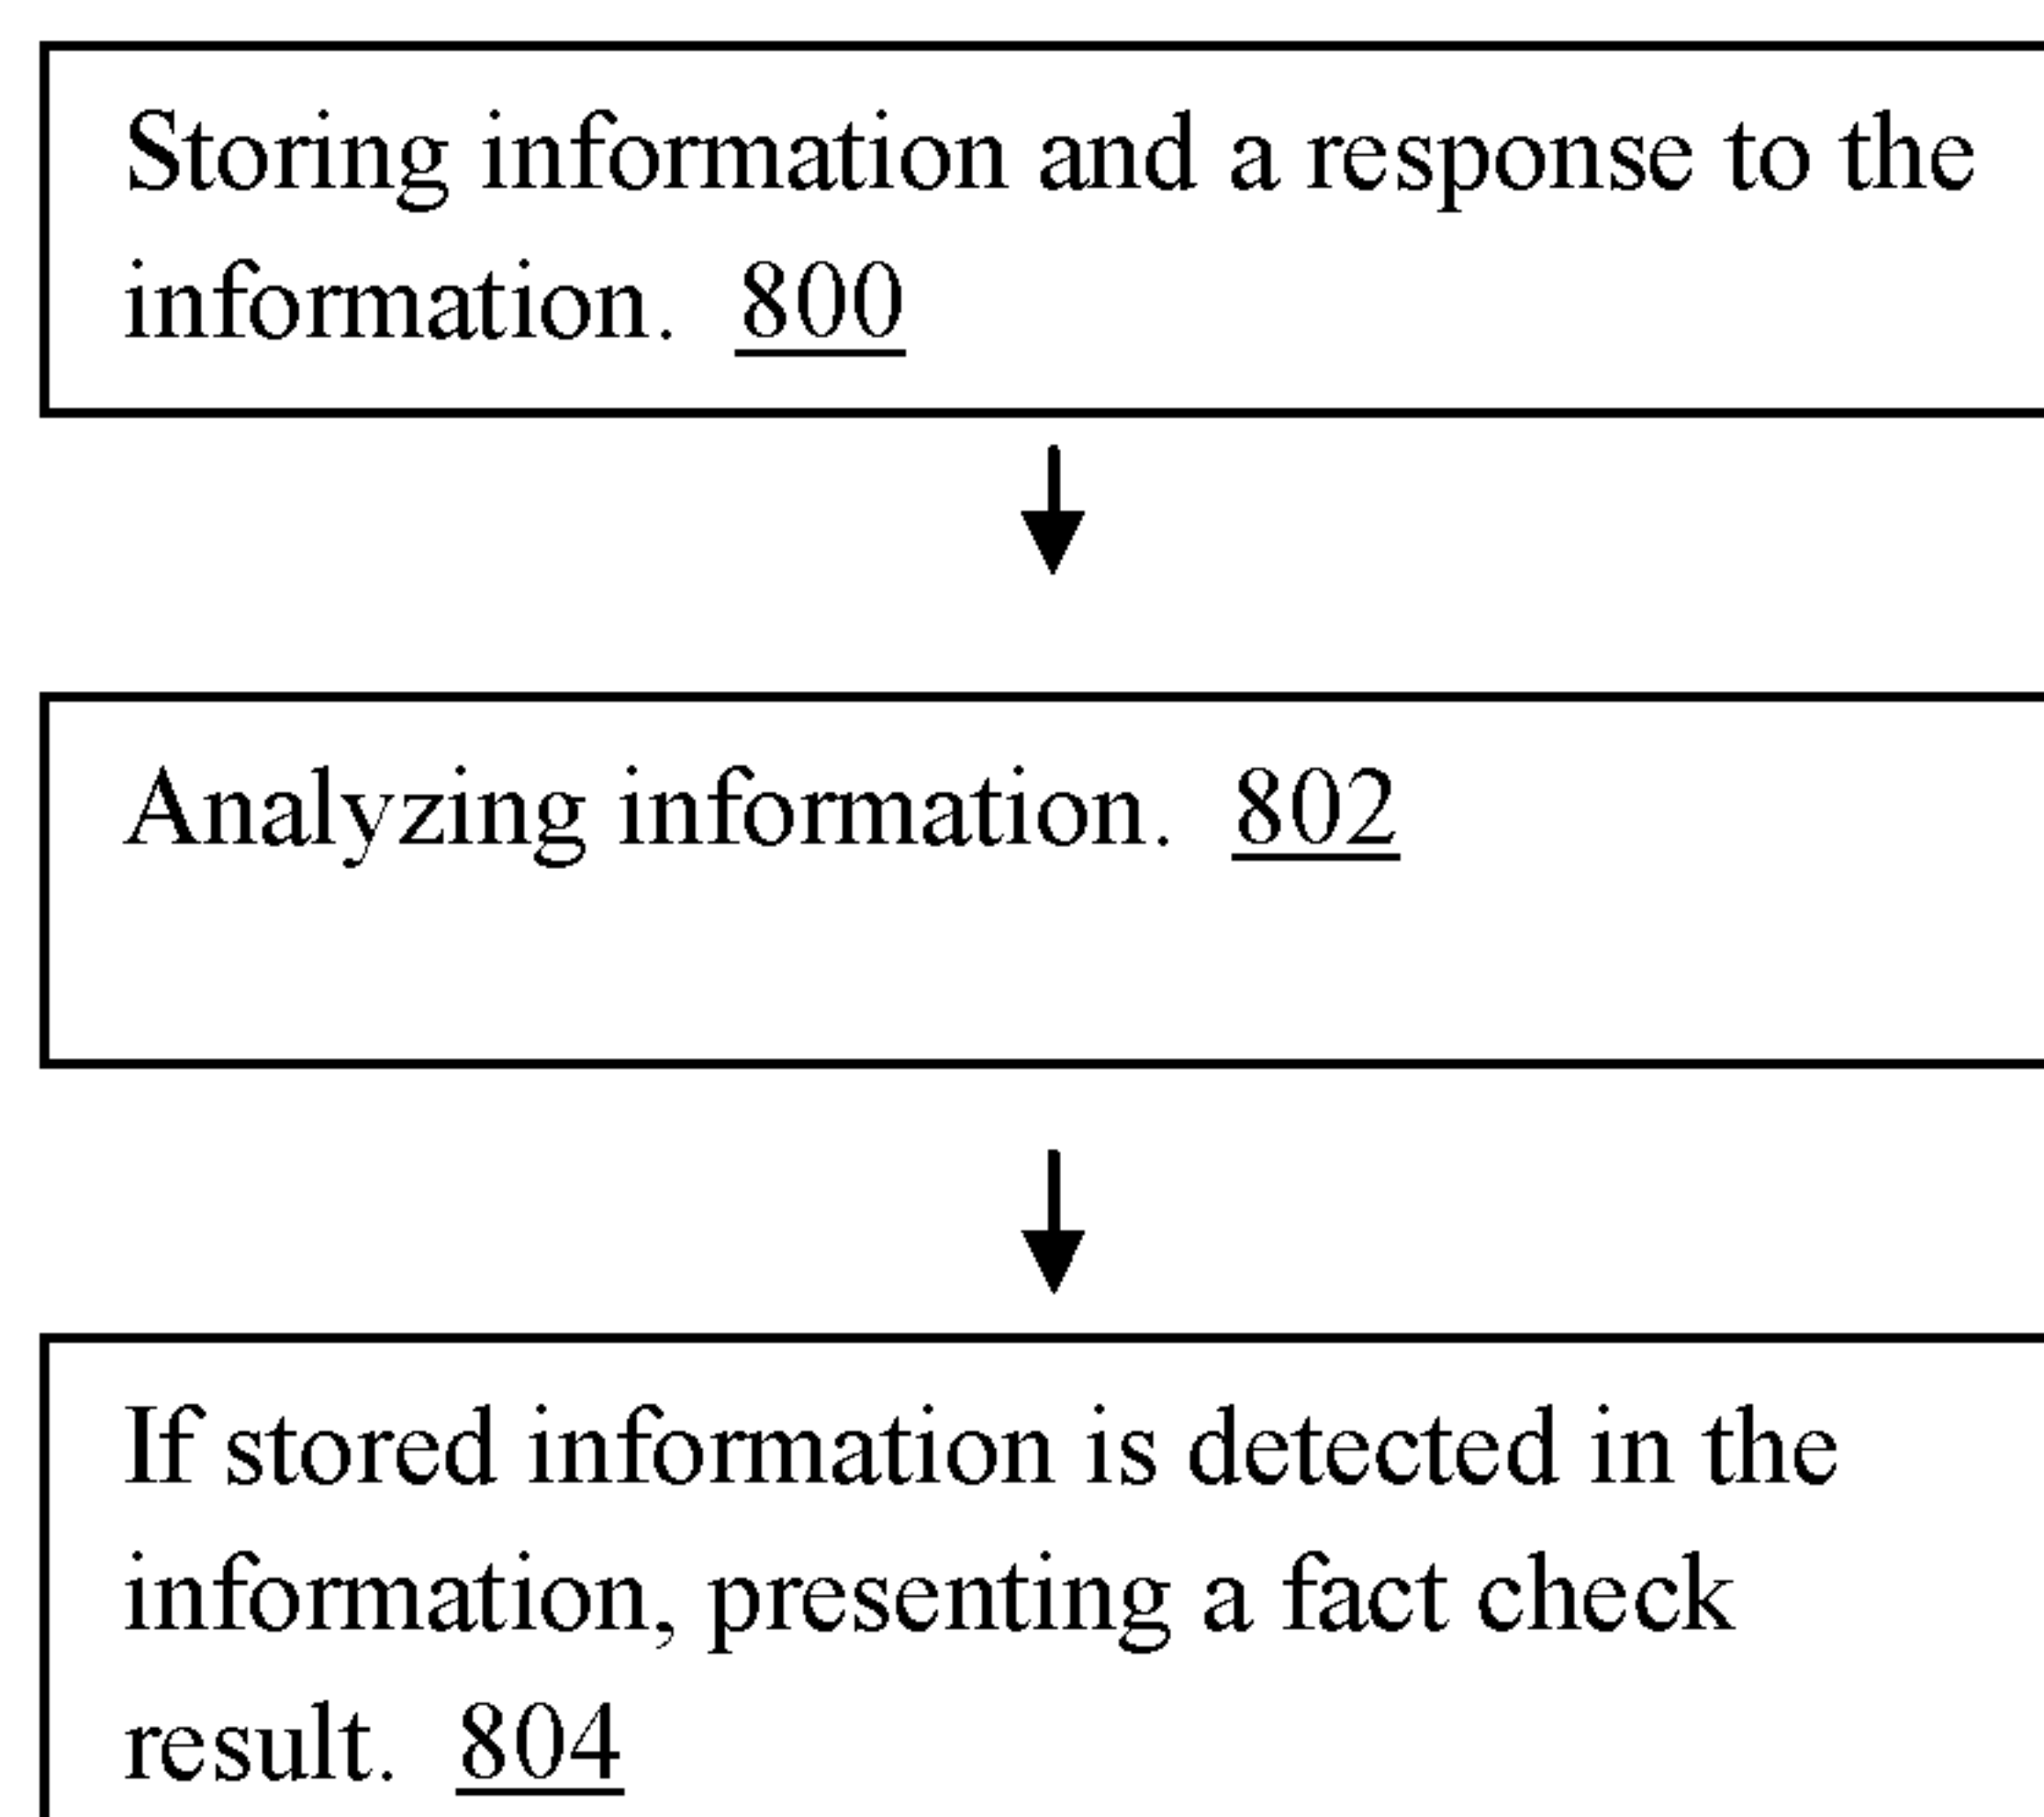 Storing information and a response to the
information. 800
Analyzing information. 802
If stored information is detected in the
information, presenting a fact check
result. 804